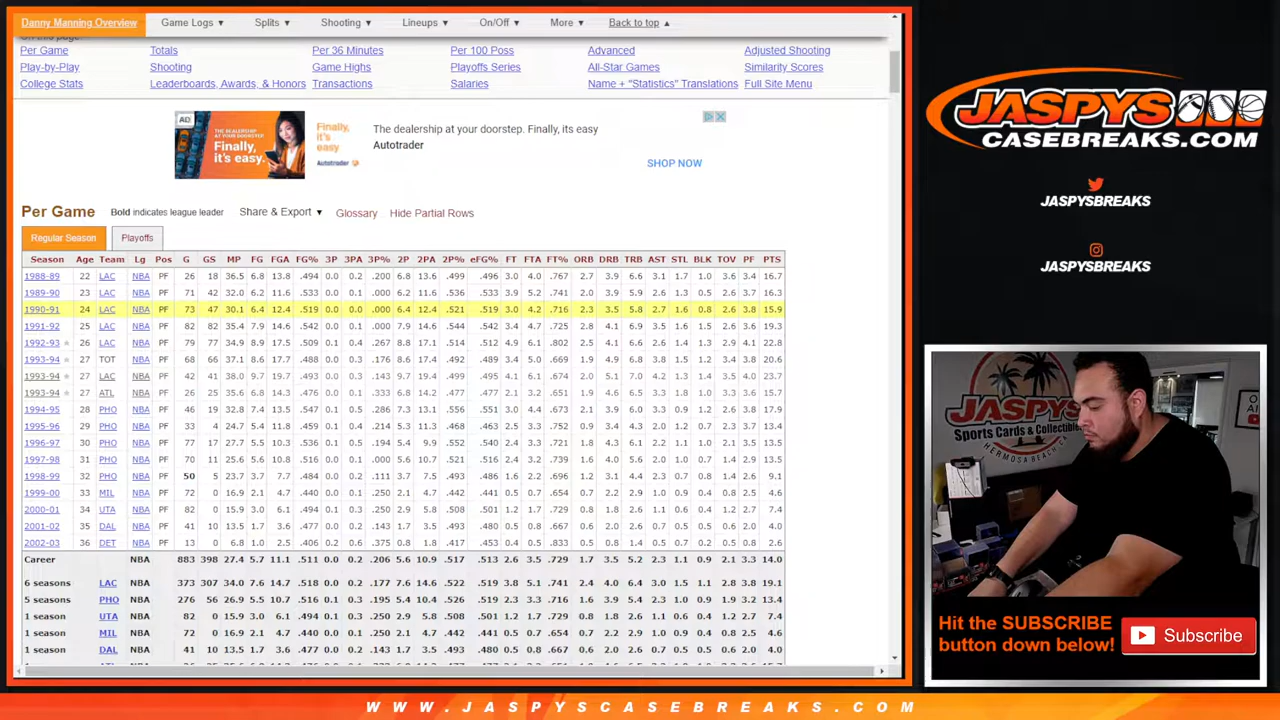 Danny Manning Overview Game Logs ▼ Splits ▼ Shooting ▼ Lineups ▼ On/Off ▼ More ▼ Back to top ▲
Per Game Totals Per 36 Minutes Per 100 Poss Advanced Adjusted Shooting
Play-by-Play Shooting Game Highs Playoffs Series All-Star Games Similarity Scores
College Stats Leaderboards, Awards, & Honors Transactions Salaries Name + "Statistics" Translations Full Site Menu
AD
THE DEALERSHIP AT YOUR DOORSTEP.
Finally, it's easy.
Finally, it's easy
Autotrader
The dealership at your doorstep. Finally, its easy
Autotrader
SHOP NOW
Per Game Bold indicates league leader Share & Export ▼ Glossary Hide Partial Rows
Regular Season Playoffs
Season Age Team Lg Pos G GS MP FG FGA FG% 3P 3PA 3P% 2P 2PA 2P% eFG% FT FTA FT% ORB DRB TRB AST STL BLK TOV PF PTS
1988-89 22 LAC NBA PF 26 18 36.5 6.8 13.8 .494 0.0 0.2 .200 6.8 13.6 .499 .496 3.0 4.0 .767 2.7 3.9 6.6 3.1 1.7 1.0 3.6 3.4 16.7
1989-90 23 LAC NBA PF 71 42 32.0 6.2 11.6 .533 0.0 0.1 .000 6.2 11.6 .536 .533 3.9 5.2 .741 2.0 3.9 5.9 2.6 1.3 0.5 2.6 3.7 16.3
1990-91 24 LAC NBA PF 73 47 30.1 6.4 12.4 .519 0.0 0.0 .000 6.4 12.4 .521 .519 3.0 4.2 .716 2.3 3.5 5.8 2.7 1.6 0.8 2.6 3.8 15.9
1991-92 25 LAC NBA PF 82 82 35.4 7.9 14.6 .542 0.0 0.1 .000 7.9 14.6 .544 .542 3.4 4.7 .725 2.8 4.1 6.9 3.5 1.6 1.5 2.6 3.6 19.3
1992-93 ★ 26 LAC NBA PF 79 77 34.9 8.9 17.5 .509 0.1 0.4 .267 8.8 17.1 .514 .512 4.9 6.1 .802 2.5 4.1 6.6 2.6 1.4 1.3 2.9 4.1 22.8
1993-94 27 TOT NBA PF 68 66 37.1 8.6 17.7 .488 0.0 0.3 .176 8.6 17.4 .492 .489 3.4 5.0 .669 1.9 4.9 6.8 3.8 1.4 1.2 3.4 3.8 20.6
1993-94 ★ 27 LAC NBA PF 42 41 38.0 9.7 19.7 .493 0.0 0.3 .143 9.7 19.4 .499 .495 4.1 6.1 .674 2.0 5.1 7.0 4.2 1.3 1.4 3.5 4.0 23.7
1993-94 ★ 27 ATL NBA PF 26 25 35.6 6.8 14.3 .476 0.0 0.1 .333 6.8 14.2 .477 .477 2.1 3.2 .651 1.9 4.6 6.5 3.3 1.8 1.0 3.3 3.6 15.7
1994-95 28 PHO NBA PF 46 19 32.8 7.4 13.5 .547 0.1 0.5 .286 7.3 13.1 .556 .551 3.0 4.4 .673 2.1 3.9 6.0 3.3 0.9 1.2 2.6 3.8 17.9
1995-96 29 PHO NBA PF 33 4 24.7 5.4 11.8 .459 0.1 0.4 .214 5.3 11.3 .468 .463 2.5 3.3 .752 0.9 3.4 4.3 2.0 1.2 0.7 2.3 3.7 13.4
1996-97 30 PHO NBA PF 77 17 27.7 5.5 10.3 .536 0.1 0.3 .194 5.4 9.9 .552 .540 2.4 3.3 .721 1.8 4.3 6.1 2.2 1.1 1.0 2.1 3.5 13.5
1997-98 31 PHO NBA PF 70 11 25.6 5.6 10.8 .516 0.0 0.1 .000 5.6 10.7 .521 .516 2.4 3.2 .739 1.6 4.0 5.6 2.0 1.0 0.7 1.4 2.9 13.5
1998-99 32 PHO NBA PF 50 5 23.7 3.7 7.7 .484 0.0 0.2 .111 3.7 7.5 .493 .486 1.6 2.2 .696 1.2 3.1 4.4 2.3 0.7 0.8 1.4 2.6 9.1
1999-00 33 MIL NBA PF 72 0 16.9 2.1 4.7 .440 0.0 0.1 .250 2.1 4.7 .442 .441 0.5 0.7 .654 0.7 2.2 2.9 1.0 0.9 0.4 0.8 2.5 4.6
2000-01 34 UTA NBA PF 82 0 15.9 3.0 6.1 .494 0.1 0.3 .250 2.9 5.8 .508 .501 1.2 1.7 .728 0.8 1.8 2.6 1.1 0.6 0.4 1.2 2.7 7.4
2001-02 35 DAL NBA PF 41 10 13.5 1.7 3.6 .477 0.0 0.2 .143 1.7 3.5 .493 .480 0.5 0.8 .667 0.6 2.0 2.6 0.7 0.5 0.5 0.6 2.0 4.0
2002-03 36 DET NBA PF 13 0 6.8 1.0 2.5 .406 0.2 0.6 .375 0.8 1.8 .417 .453 0.4 0.5 .833 0.5 0.8 1.4 0.5 0.5 0.2 0.5 0.8 2.6
Career NBA 883 398 27.4 5.7 11.1 .511 0.0 0.2 .206 5.6 10.9 .517 .513 2.6 3.5 .729 1.7 3.5 5.2 2.3 1.1 0.9 2.1 3.3 14.0
6 seasons LAC NBA 373 307 34.0 7.6 14.7 .518 0.0 0.2 .177 7.6 14.6 .522 .519 3.8 5.1 .741 2.4 4.0 6.4 3.0 1.5 1.1 2.8 3.8 19.1
5 seasons PHO NBA 276 56 26.9 5.5 10.7 .516 0.0 0.3 .195 5.4 10.4 .526 .519 2.3 3.3 .716 1.5 3.8 5.3 2.3 1.0 0.9 1.9 3.2 13.4
1 season UTA NBA 82 0 15.9 3.0 6.1 .494 0.1 0.3 .250 2.9 5.8 .508 .501 1.2 1.7 .728 0.8 1.8 2.6 1.1 0.6 0.4 1.2 2.7 7.4
1 season MIL NBA 72 0 16.9 2.1 4.7 .440 0.0 0.1 .250 2.1 4.7 .442 .441 0.5 0.7 .654 0.7 2.2 2.9 1.0 0.9 0.4 0.8 2.5 4.6
1 season DAL NBA 41 10 13.5 1.7 3.6 .477 0.0 0.2 .143 1.7 3.5 .493 .480 0.5 0.8 .667 0.6 2.0 2.6 0.7 0.5 0.5 0.6 2.0 4.0
JASPYS
CASEBREAKS.COM
JASPYSBREAKS
JASPYSBREAKS
JASPYS
Sports Cards & Collectibles
HERMOSA BEACH
Hit the SUBSCRIBE
button down below!
Subscribe
WWW.JASPYSCASEBREAKS.COM